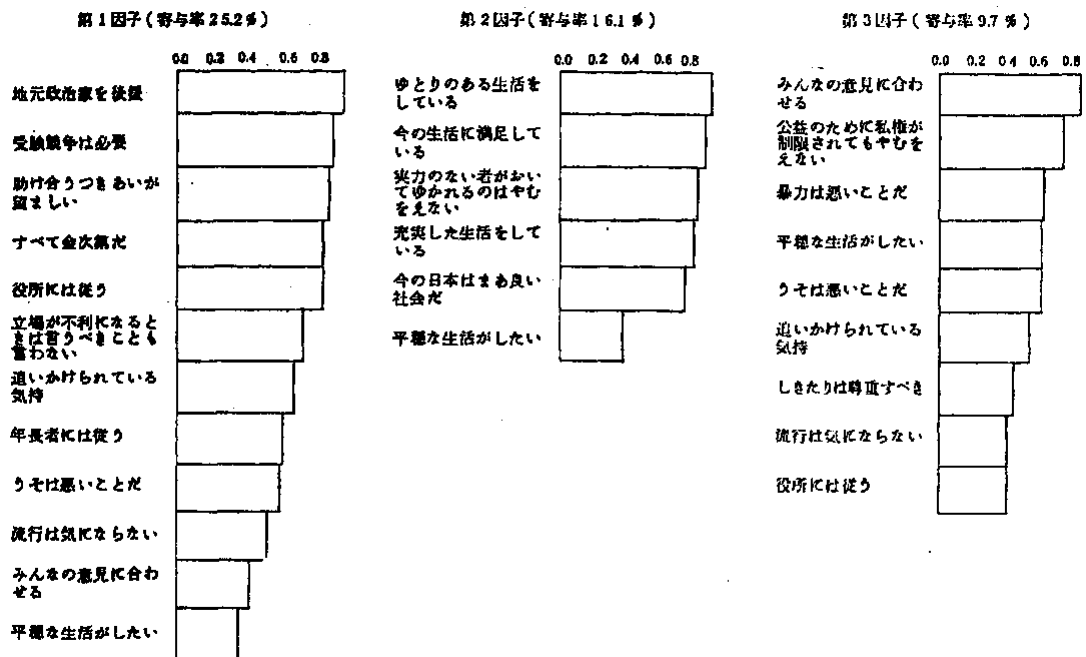 第1因子(寄与率25.2%)
0.0 0.2 0.4 0.6 0.8
地元政治家を後援
受験競争は必要
助け合うつきあいが
望ましい
すべて金次第だ
役所には従う
立場が不利になると
きは言うべきことも
言わない
追いかけられている
気持
年長者には従う
うそは悪いことだ
流行は気にならない
みんなの意見に合わ
せる
平穏な生活がしたい
第2因子(寄与率16.1%)
0.0 0.2 0.4 0.6 0.8
ゆとりのある生活を
している
今の生活に満足して
いる
実力のない者がおい
てゆかれるのはやむ
をえない
充実した生活をして
いる
今の日本はまあ良い
社会だ
平穏な生活がしたい
第3因子(寄与率9.7%)
0.0 0.2 0.4 0.6 0.8
みんなの意見に合わ
せる
公益のために私権が
制限されてもやむを
えない
暴力は悪いことだ
平穏な生活がしたい
うそは悪いことだ
追いかけられている
気持
しきたりは尊重すべき
流行は気にならない
役所には従う